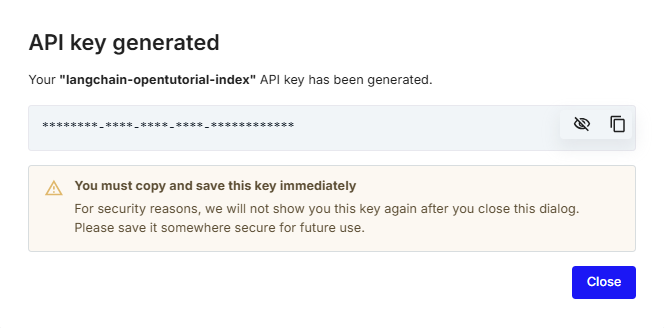 API key generated
Your "langchain-opentutorial-index" API key has been generated.
********-****-****-****-************
You must copy and save this key immediately
For security reasons, we will not show you this key again after you close this dialog.
Please save it somewhere secure for future use.
Close